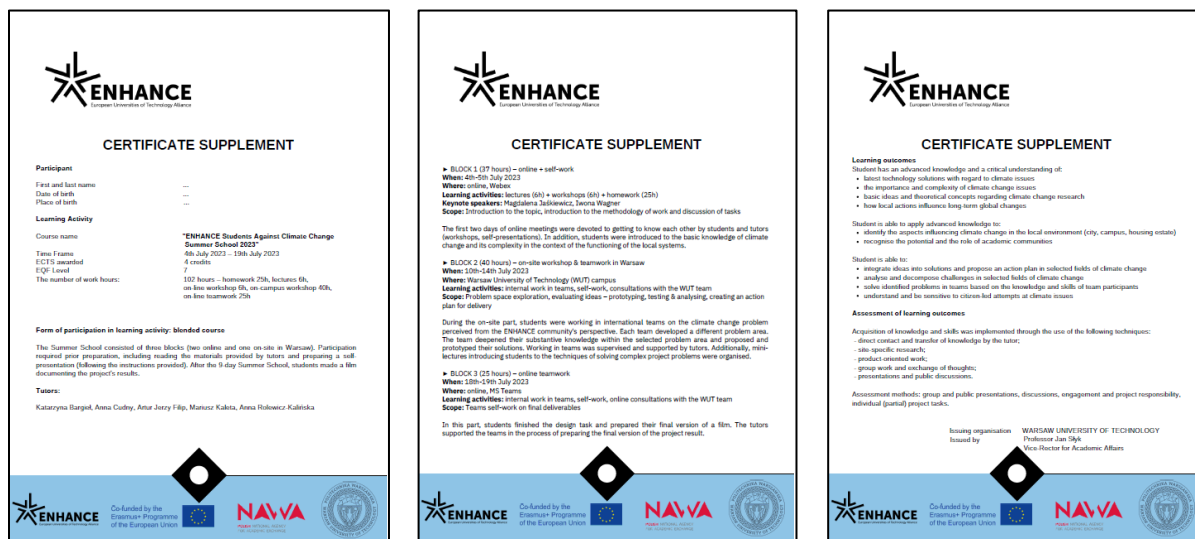 ENHANCE
European Universities of Technology Alliance
CERTIFICATE SUPPLEMENT
Participant
First and last name ...
Date of birth ...
Place of birth ...
Learning Activity
Course name "ENHANCE Students Against Climate Change
Summer School 2023"
Time Frame 4th July 2023 – 19th July 2023
ECTS awarded 4 credits
EQF Level 7
The number of work hours: 102 hours – homework 25h, lectures 6h,
on-line workshop 6h, on-campus workshop 40h,
on-line teamwork 25h
Form of participation in learning activity: blended course
The Summer School consisted of three blocks (two online and one on-site in Warsaw). Participation
required prior preparation, including reading the materials provided by tutors and preparing a self-
presentation (following the instructions provided). After the 9-day Summer School, students made a film
documenting the project's results.
Tutors:
Katarzyna Bargieł, Anna Cudny, Artur Jerzy Filip, Mariusz Kaleta, Anna Rolewicz-Kalińska
ENHANCE
Co-funded by the
Erasmus+ Programme
of the European Union
NAWA
ENHANCE
European Universities of Technology Alliance
CERTIFICATE SUPPLEMENT
► BLOCK 1 (37 hours) – online + self-work
When: 4th-5th July 2023
Where: online, Webex
Learning activities: lectures (6h) + workshops (6h) + homework (25h)
Keynote speakers: Magdalena Jaśkiewicz, Iwona Wagner
Scope: Introduction to the topic, introduction to the methodology of work and discussion of tasks
The first two days of online meetings were devoted to getting to know each other by students and tutors
(workshops, self-presentations). In addition, students were introduced to the basic knowledge of climate
change and its complexity in the context of the functioning of the local systems.
► BLOCK 2 (40 hours) – on-site workshop & teamwork in Warsaw
When: 10th-14th July 2023
Where: Warsaw University of Technology (WUT) campus
Learning activities: internal work in teams, self-work, consultations with the WUT team
Scope: Problem space exploration, evaluating ideas – prototyping, testing & analysing, creating an action
plan for delivery
During the on-site part, students were working in international teams on the climate change problem
perceived from the ENHANCE community's perspective. Each team developed a different problem area.
The team deepened their substantive knowledge within the selected problem area and proposed and
prototyped their solutions. Working in teams was supervised and supported by tutors. Additionally, mini-
lectures introducing students to the techniques of solving complex project problems were organised.
► BLOCK 3 (25 hours) – online teamwork
When: 18th-19th July 2023
Where: online, MS Teams
Learning activities: internal work in teams, self-work, online consultations with the WUT team
Scope: Teams self-work on final deliverables
In this part, students finished the design task and prepared their final version of a film. The tutors
supported the teams in the process of preparing the final version of the project result.
ENHANCE
Co-funded by the
Erasmus+ Programme
of the European Union
NAWA
ENHANCE
European Universities of Technology Alliance
CERTIFICATE SUPPLEMENT
Learning outcomes
Student has an advanced knowledge and a critical understanding of:
• latest technology solutions with regard to climate issues
• the importance and complexity of climate change issues
• basic ideas and theoretical concepts regarding climate change research
• how local actions influence long-term global changes
Student is able to apply advanced knowledge to:
• identify the aspects influencing climate change in the local environment (city, campus, housing estate)
• recognise the potential and the role of academic communities
Student is able to:
• integrate ideas into solutions and propose an action plan in selected fields of climate change
• analyse and decompose challenges in selected fields of climate change
• solve identified problems in teams based on the knowledge and skills of team participants
• understand and be sensitive to citizen-led attempts at climate issues
Assessment of learning outcomes
Acquisition of knowledge and skills was implemented through the use of the following techniques:
- direct contact and transfer of knowledge by the tutor;
- site-specific research;
- product-oriented work;
- group work and exchange of thoughts;
- presentations and public discussions.
Assessment methods: group and public presentations, discussions, engagement and project responsibility,
individual (partial) project tasks.
Issuing organisation WARSAW UNIVERSITY OF TECHNOLOGY
Issued by Professor Jan Słyk
Vice-Rector for Academic Affairs
ENHANCE
Co-funded by the
Erasmus+ Programme
of the European Union
NAWA